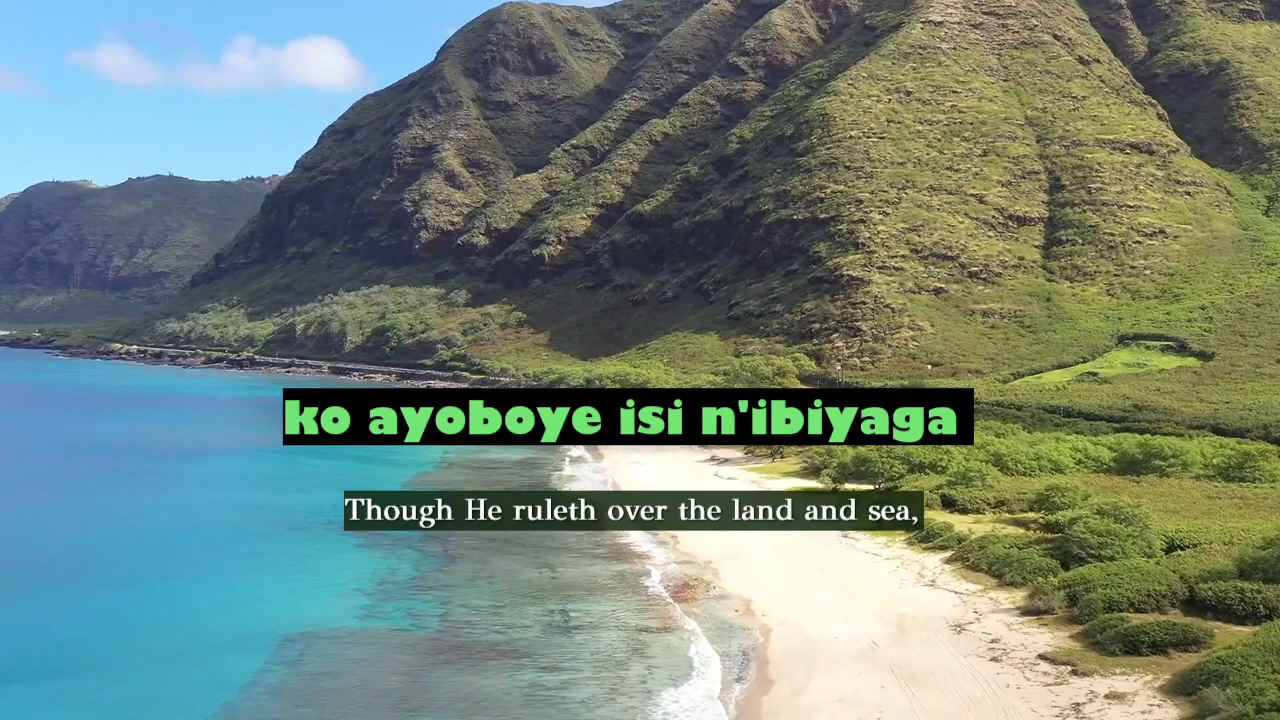 ko ayoboye isi n'ibiyaga
Though He ruleth over the land and sea,